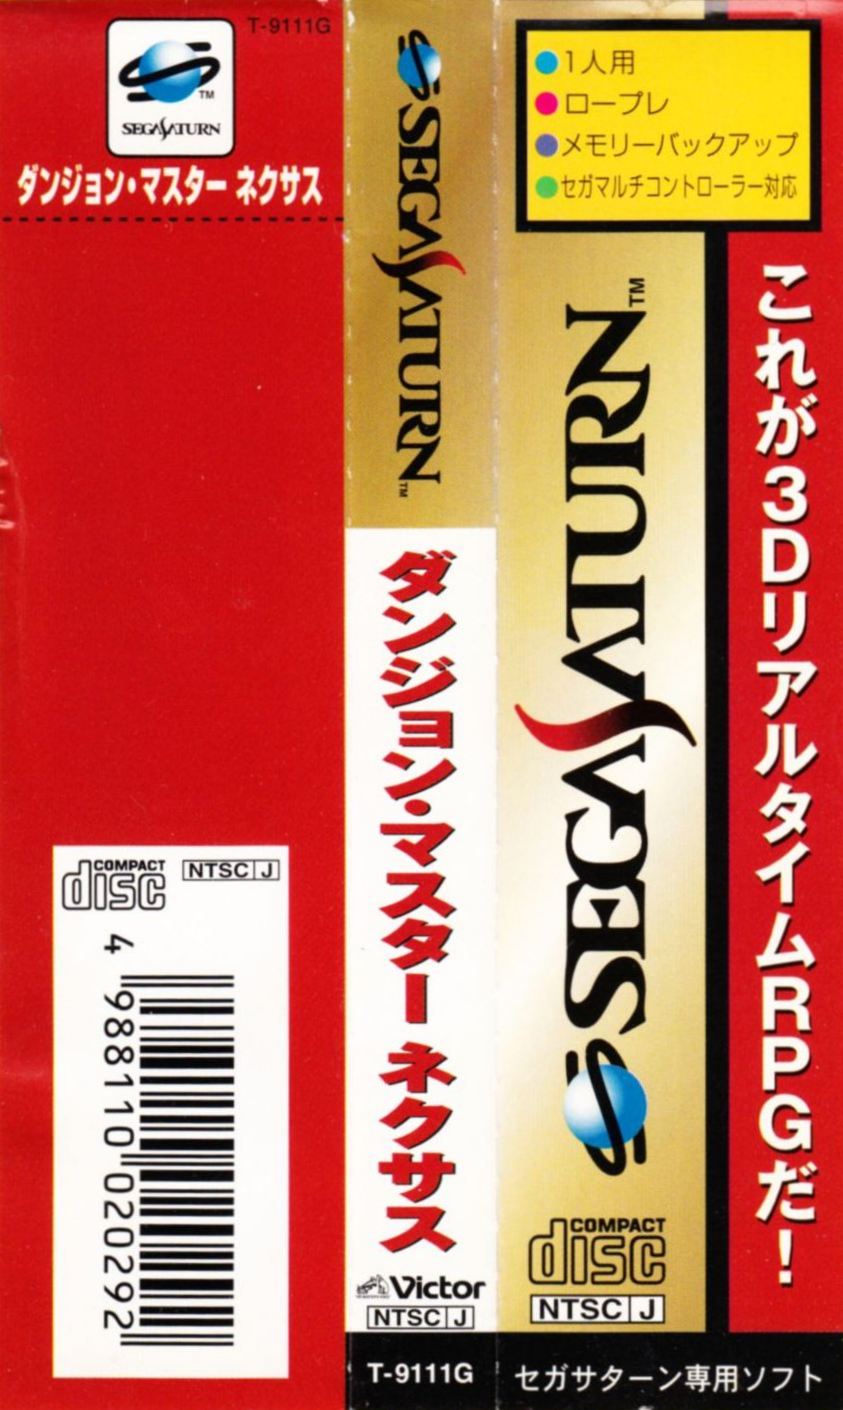 T-9111G
TM
SEGA SATURN
ダンジョン・マスター ネクサス
COMPACT
disc
NTSC J
4 988110 020292
SEGA SATURN
TM
ダンジョン・マスター ネクサス
Victor
NTSC J
T-9111G
1人用
ロープレ
メモリーバックアップ
セガマルチコントローラー対応
SEGA SATURN
TM
COMPACT
disc
NTSC J
これが3DリアルタイムRPGだ!
セガサターン専用ソフト